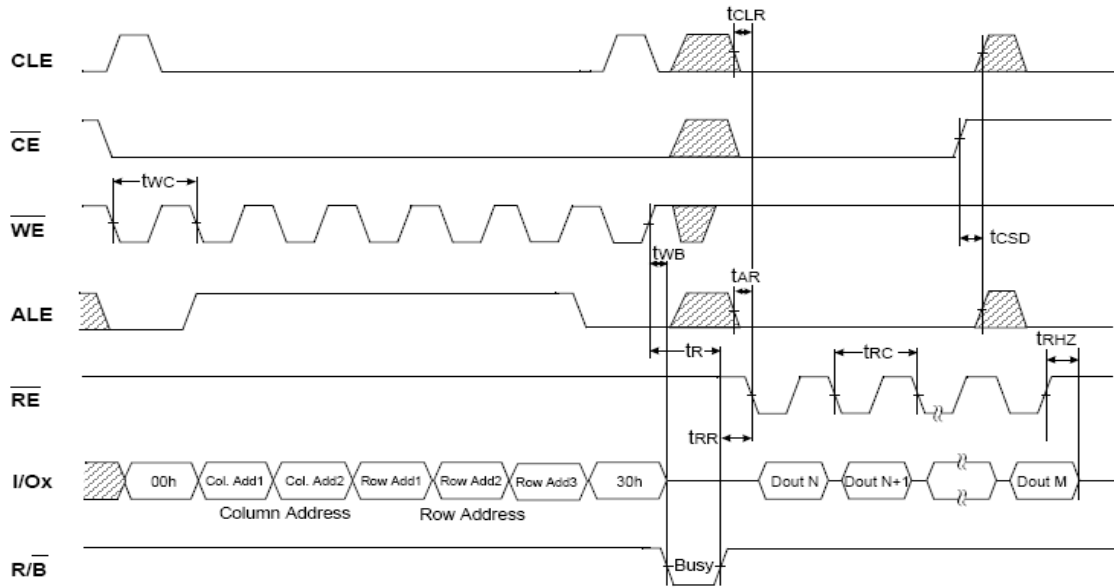 tCLR
CLE
CE
tWC
WE
tCSD
tWB
tAR
ALE
tR
tRC
tRHZ
RE
tRR
I/Ox
00h
Col. Add1
Col. Add2
Row Add1
Row Add2
Row Add3
30h
Dout N
Dout N+1
Dout M
Column Address
Row Address
R/B
Busy